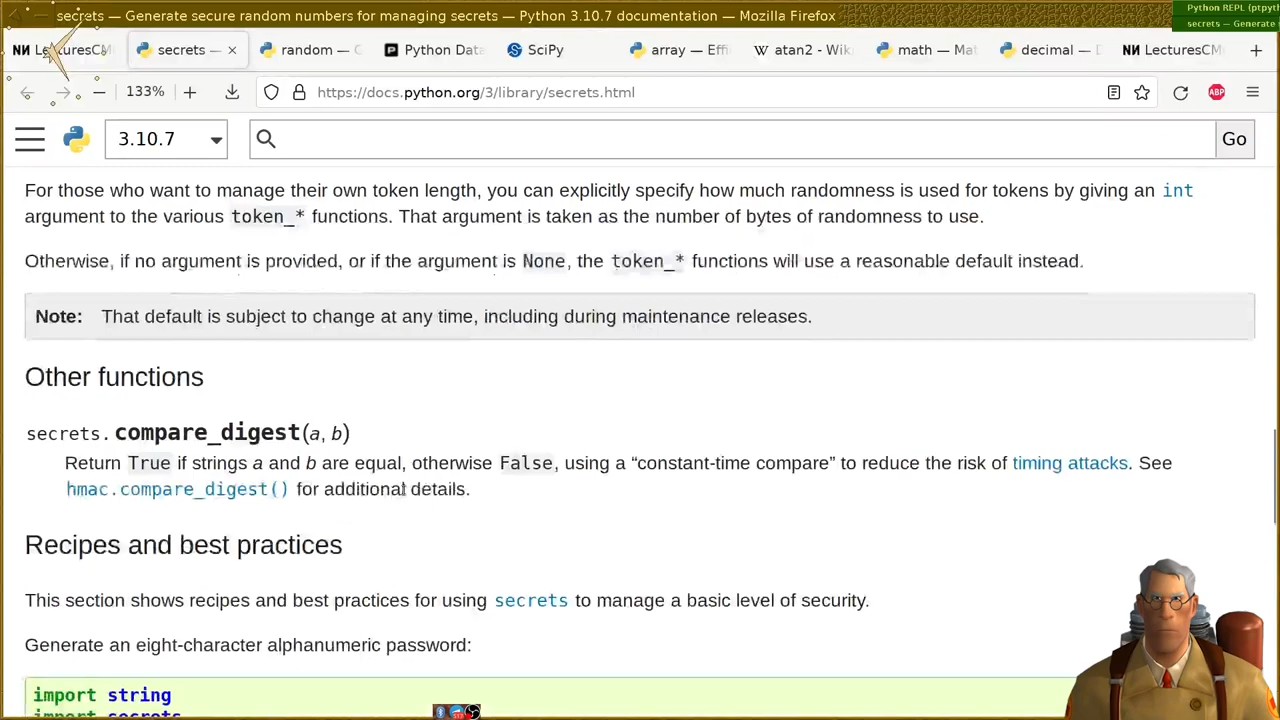 secrets — Generate secure random numbers for managing secrets — Python 3.10.7 documentation — Mozilla Firefox
Python REPL (ptpyt
secrets — Generate
secrets —
random — G
Python Data
SciPy
array — Effi
atan2 - Wiki
math — Mat
decimal — D
LecturesCM
133%
https://docs.python.org/3/library/secrets.html
ABP
3.10.7
Go
For those who want to manage their own token length, you can explicitly specify how much randomness is used for tokens by giving an int
argument to the various token_* functions. That argument is taken as the number of bytes of randomness to use.
Otherwise, if no argument is provided, or if the argument is None, the token_* functions will use a reasonable default instead.
Note: That default is subject to change at any time, including during maintenance releases.
Other functions
secrets.compare_digest(a, b)
Return True if strings a and b are equal, otherwise False, using a “constant-time compare” to reduce the risk of timing attacks. See
hmac.compare_digest() for additional details.
Recipes and best practices
This section shows recipes and best practices for using secrets to manage a basic level of security.
Generate an eight-character alphanumeric password:
import string
import secrets